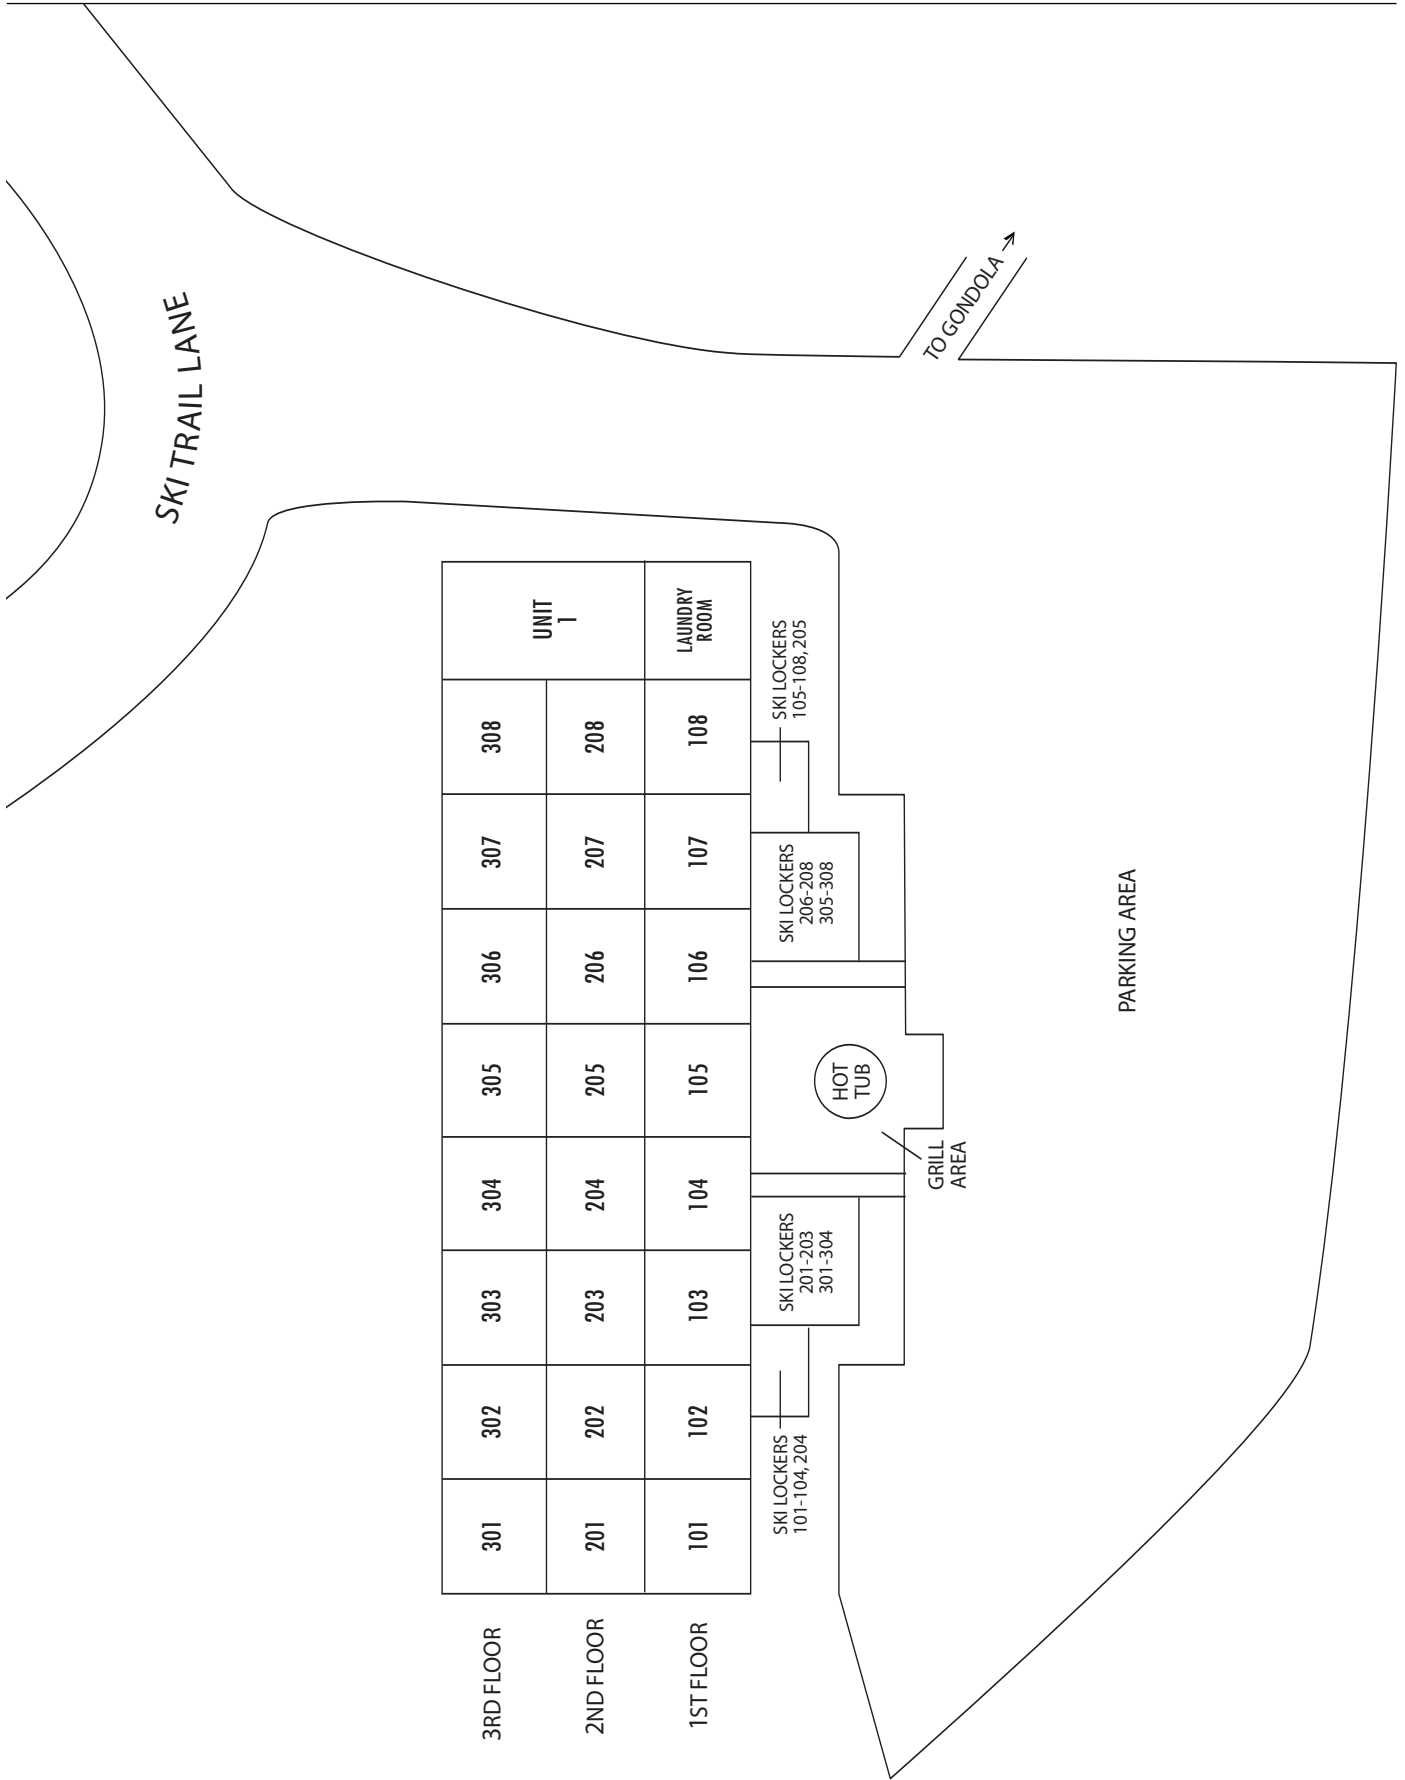 SKI TRAIL LANE
TO GONDOLA
3RD FLOOR
301
302
303
304
305
306
307
308
UNIT
1
2ND FLOOR
201
202
203
204
205
206
207
208
1ST FLOOR
101
102
103
104
105
106
107
108
LAUNDRY
ROOM
SKI LOCKERS
101-104, 204
SKI LOCKERS
201-203
301-304
HOT
TUB
GRILL
AREA
SKI LOCKERS
206-208
305-308
SKI LOCKERS
105-108, 205
PARKING AREA